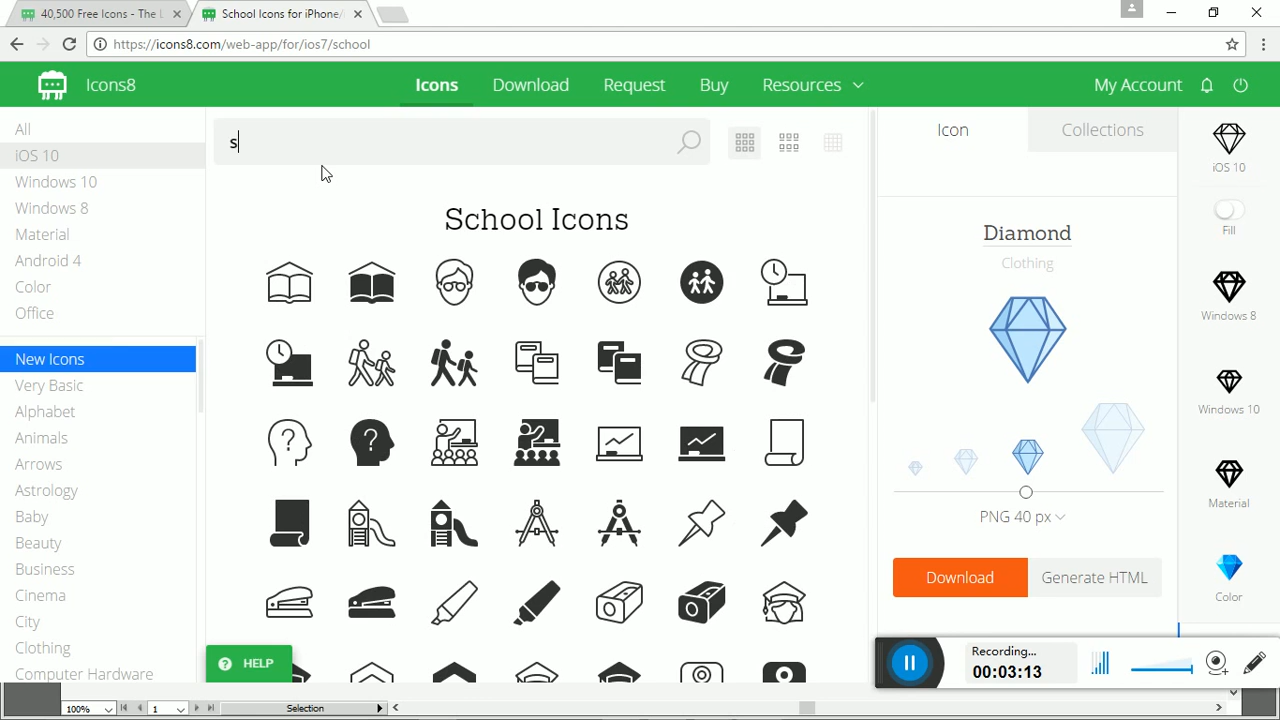 40,500 Free Icons - The L
School Icons for iPhone/
https://icons8.com/web-app/for/ios7/school
Icons8
Icons
Download
Request
Buy
Resources
My Account
All
iOS 10
Windows 10
Windows 8
Material
Android 4
Color
Office
New Icons
Very Basic
Alphabet
Animals
Arrows
Astrology
Baby
Beauty
Business
Cinema
City
Clothing
Computer Hardware
s
School Icons
? HELP
Icon
Collections
Diamond
Clothing
PNG 40 px
Download
Generate HTML
iOS 10
Fill
Windows 8
Windows 10
Material
Color
Recording...
00:03:13
100%
1
Selection